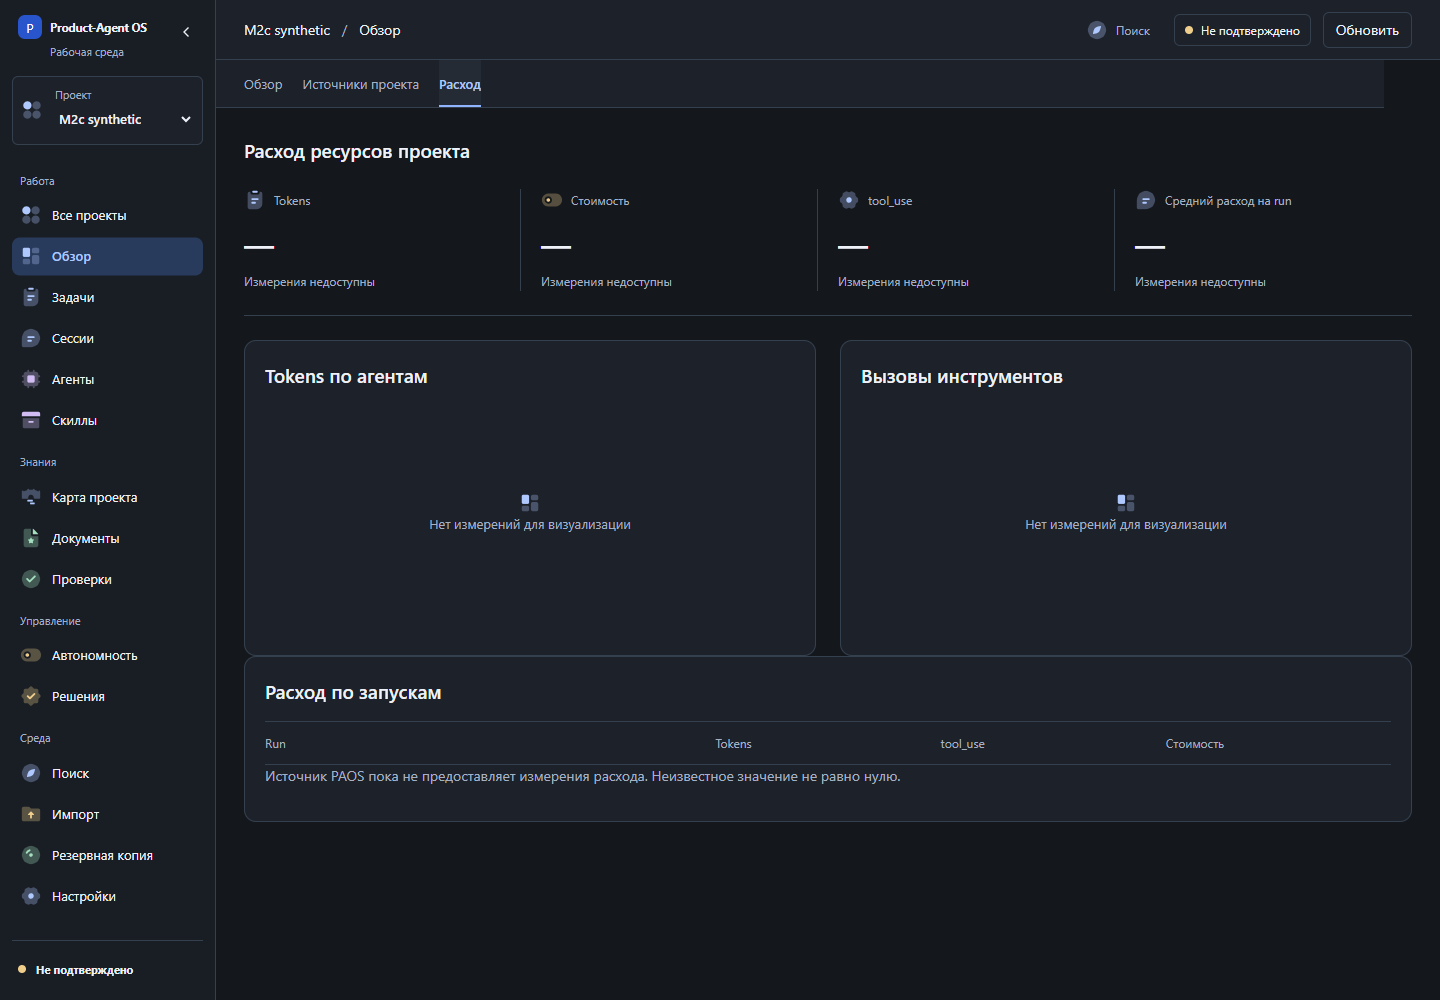 P
Product-Agent OS
Рабочая среда
Проект
M2c synthetic
Работа
Все проекты
Обзор
Задачи
Сессии
Агенты
Скиллы
Знания
Карта проекта
Документы
Проверки
Управление
Автономность
Решения
Среда
Поиск
Импорт
Резервная копия
Настройки
Не подтверждено
M2c synthetic / Обзор
Поиск
Не подтверждено
Обновить
Обзор Источники проекта Расход
Расход ресурсов проекта
Tokens
—
Измерения недоступны
Стоимость
—
Измерения недоступны
tool_use
—
Измерения недоступны
Средний расход на run
—
Измерения недоступны
Tokens по агентам
Нет измерений для визуализации
Вызовы инструментов
Нет измерений для визуализации
Расход по запускам
Run Tokens tool_use Стоимость
Источник PAOS пока не предоставляет измерения расхода. Неизвестное значение не равно нулю.